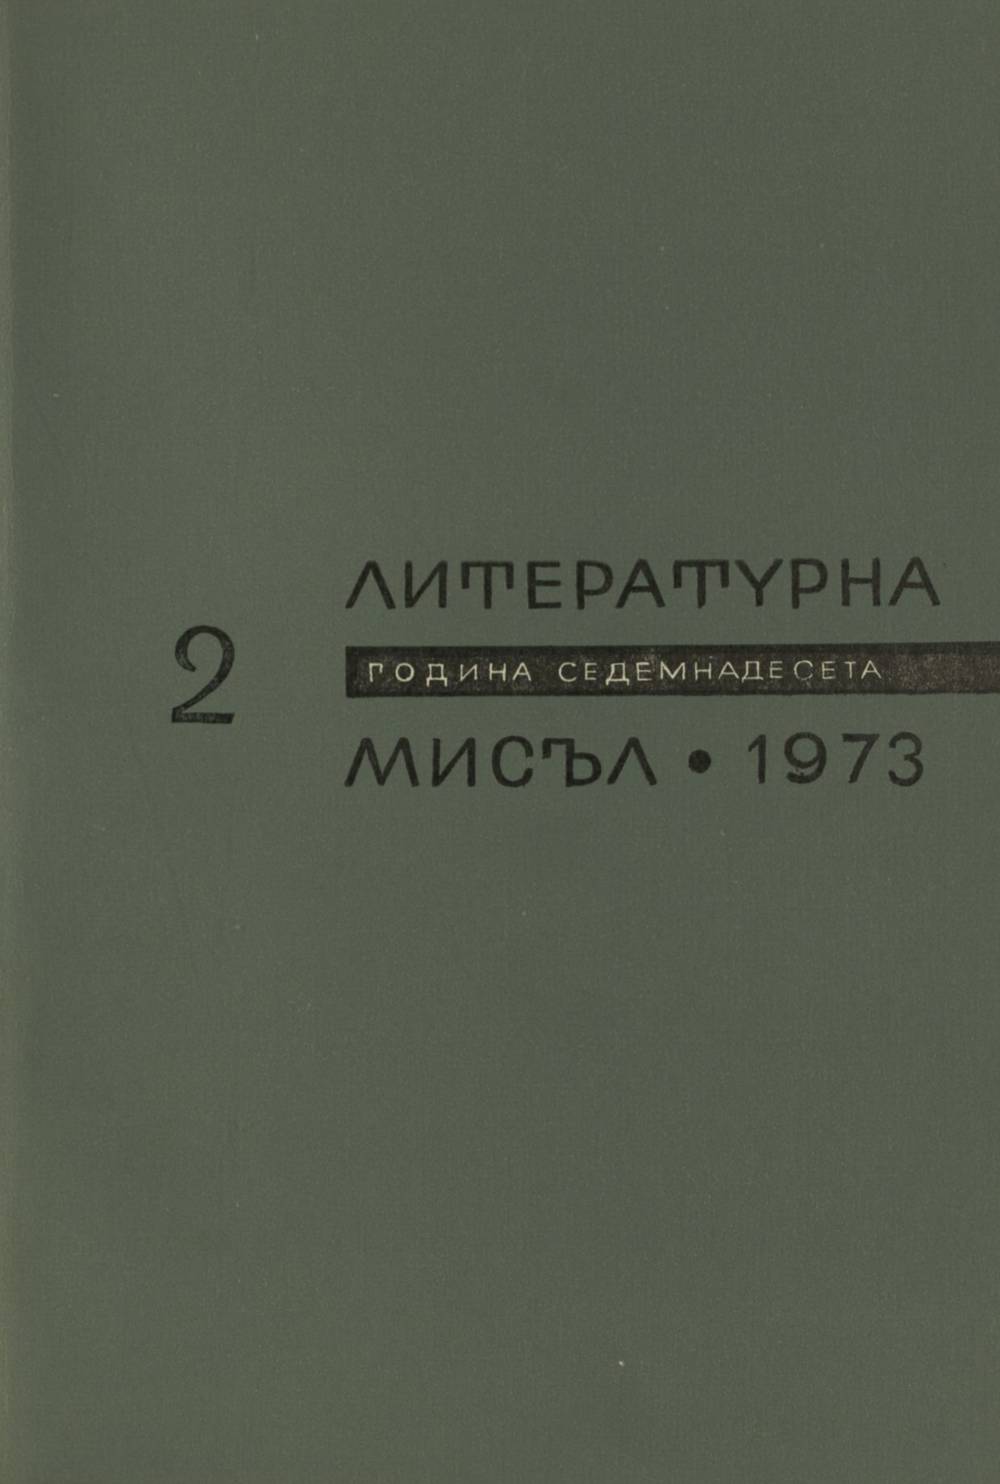 2
ЛИТЕРАТУРНА
ГОДИНА СЕДЕМНАДЕСЕТА
МИСЪЛ • 1973